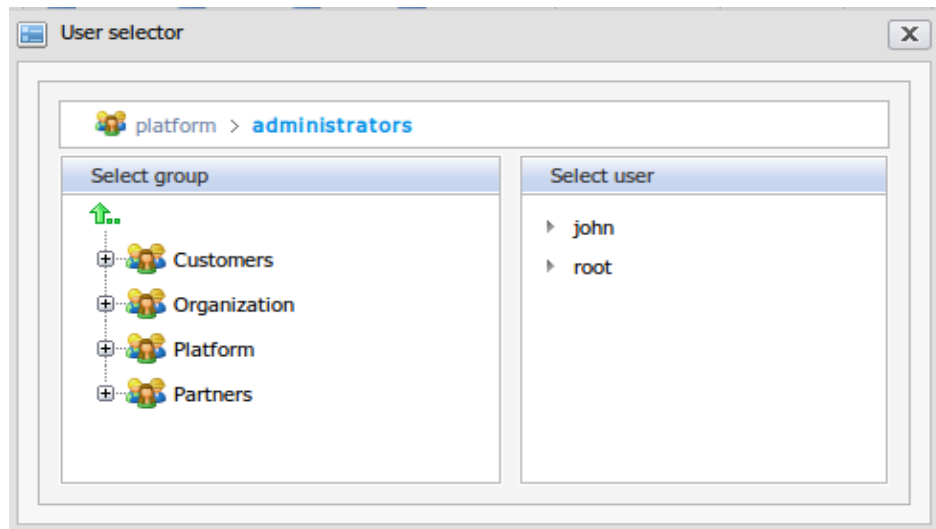 User selector
platform > administrators
Select group
Customers
Organization
Platform
Partners
Select user
john
root